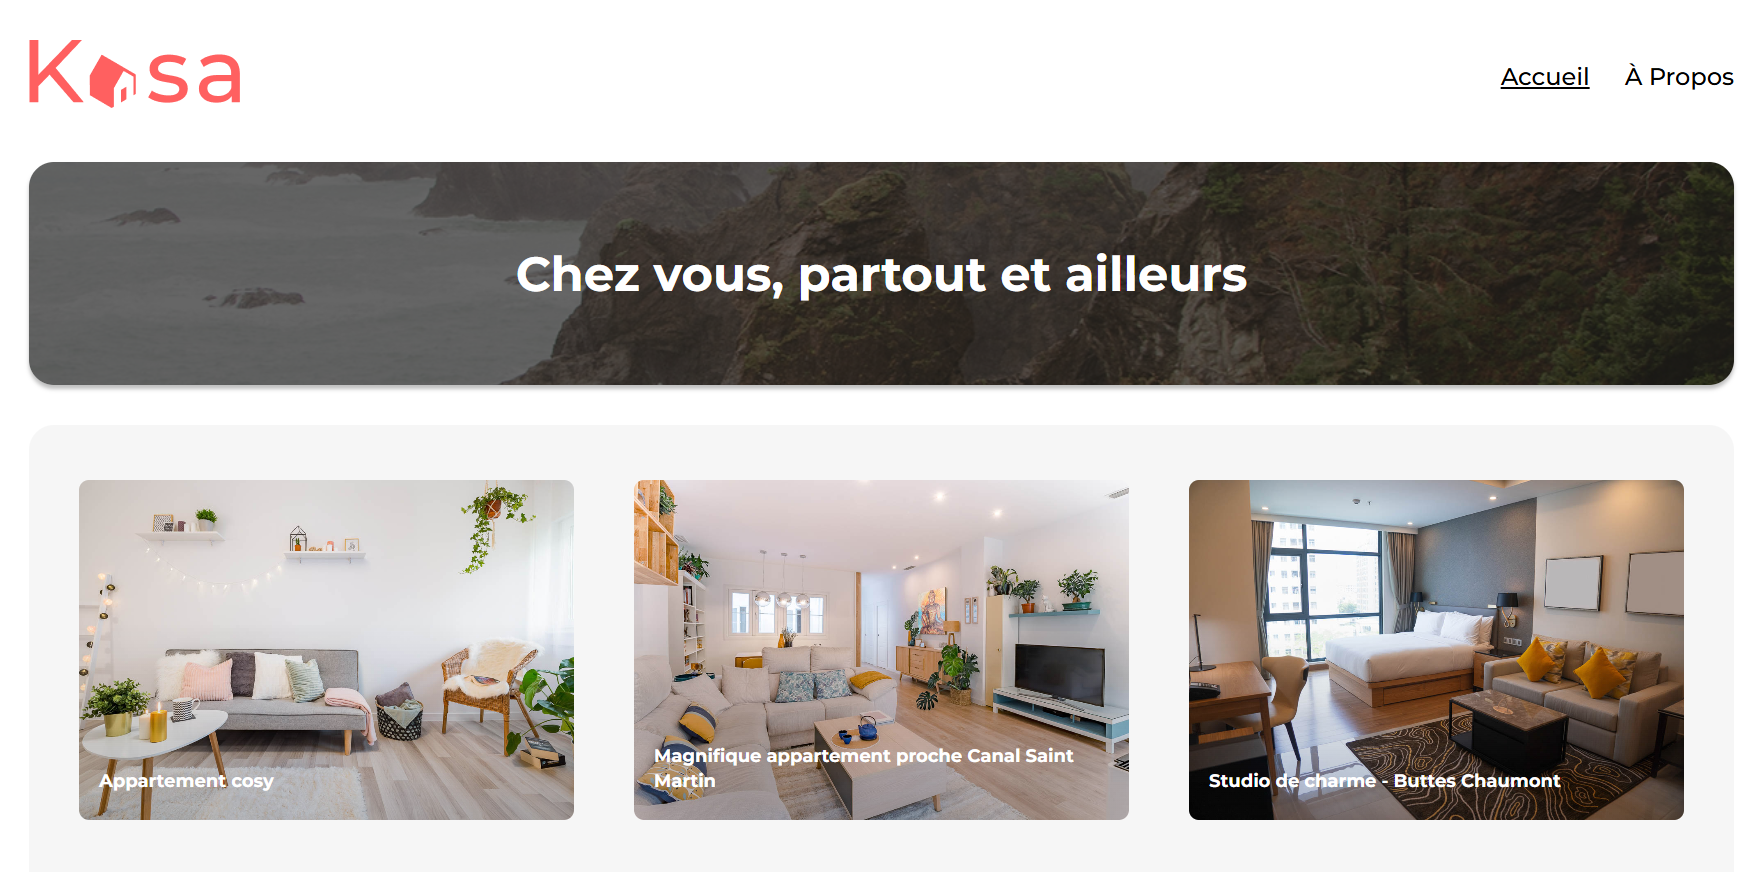 Kasa
Accueil À Propos
Chez vous, partout et ailleurs
Appartement cosy
Magnifique appartement proche Canal Saint
Martin
Studio de charme - Buttes Chaumont